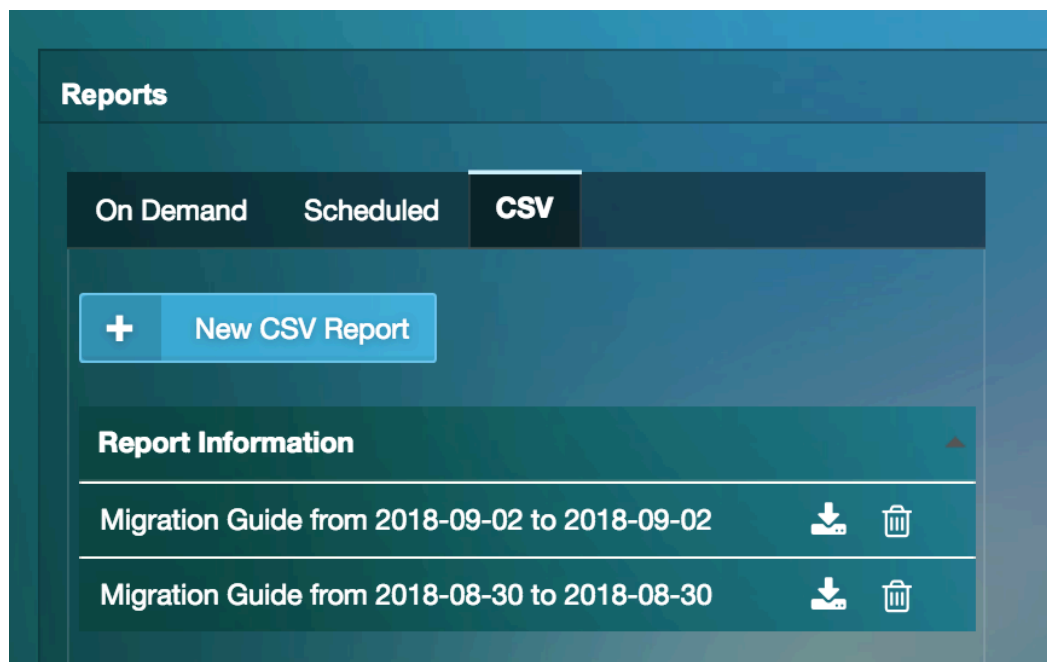 Reports
On Demand Scheduled CSV
New CSV Report
Report Information
Migration Guide from 2018-09-02 to 2018-09-02
Migration Guide from 2018-08-30 to 2018-08-30